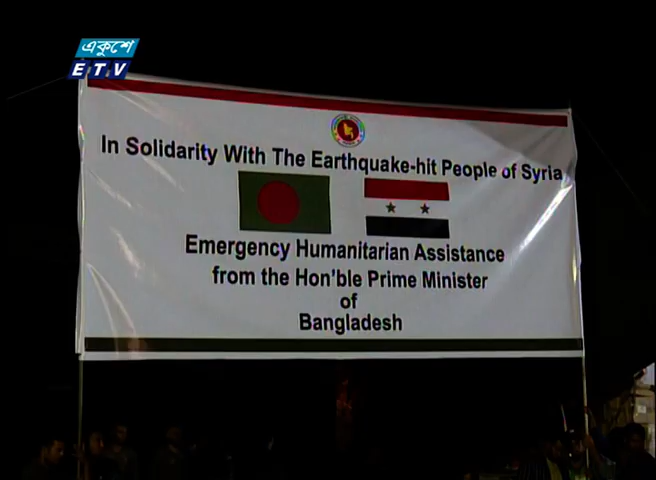 একুশে
ETV
In Solidarity With The Earthquake-hit People of Syria
Emergency Humanitarian Assistance
from the Hon'ble Prime Minister
of
Bangladesh